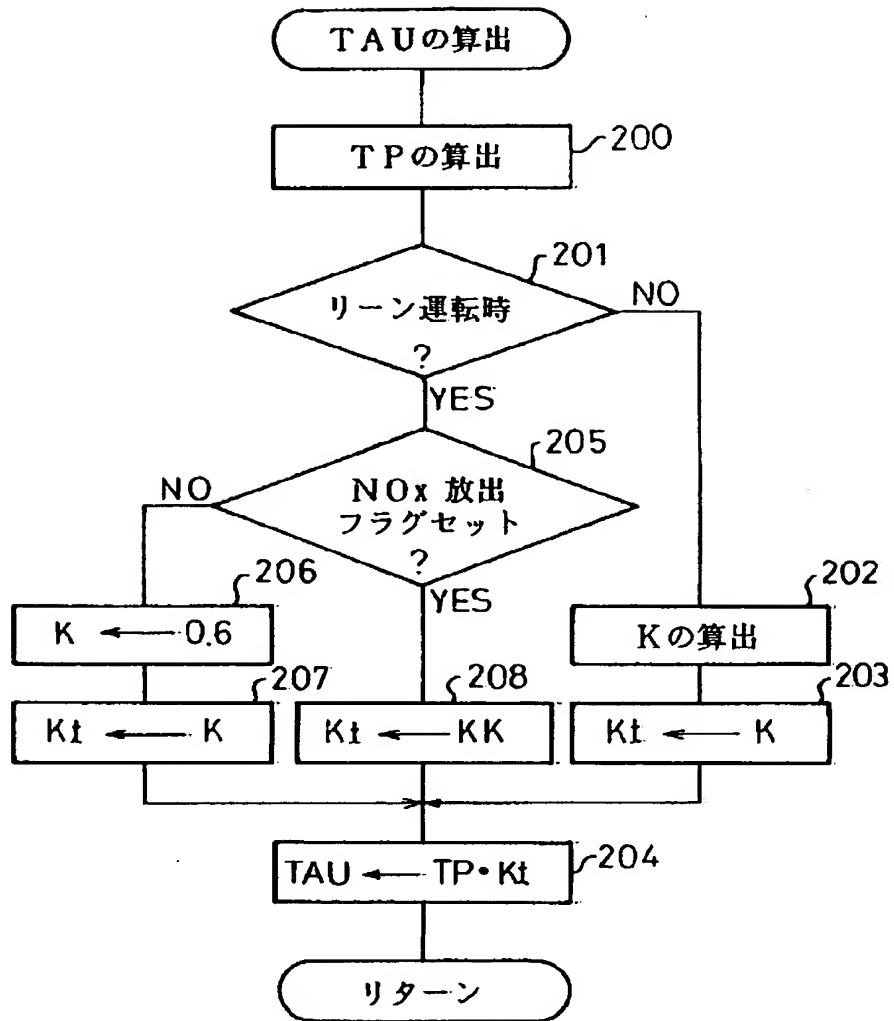 TAUの算出
TPの算出
200
201
リーン運転時
?
NO
YES
205
NOx 放出
フラグセット
?
NO
YES
206
K ← 0.6
202
Kの算出
207
Kt ← K
208
Kt ← KK
203
Kt ← K
TAU ← TP・Kt
204
リターン